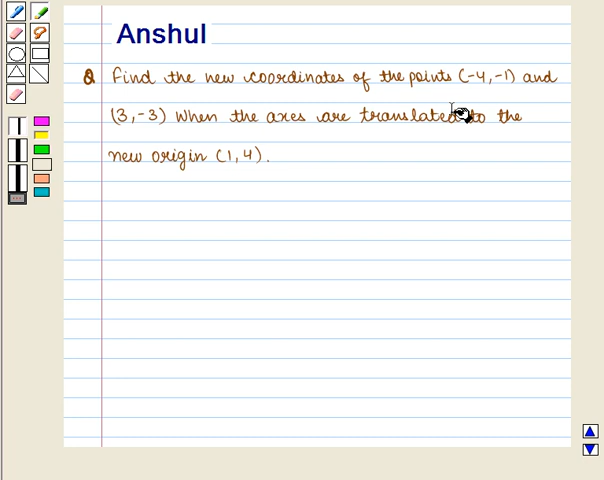 Anshul
Q Find the new coordinates of the points (-4,-1) and
(3,-3) when the axes are translated to the
new origin (1,4).